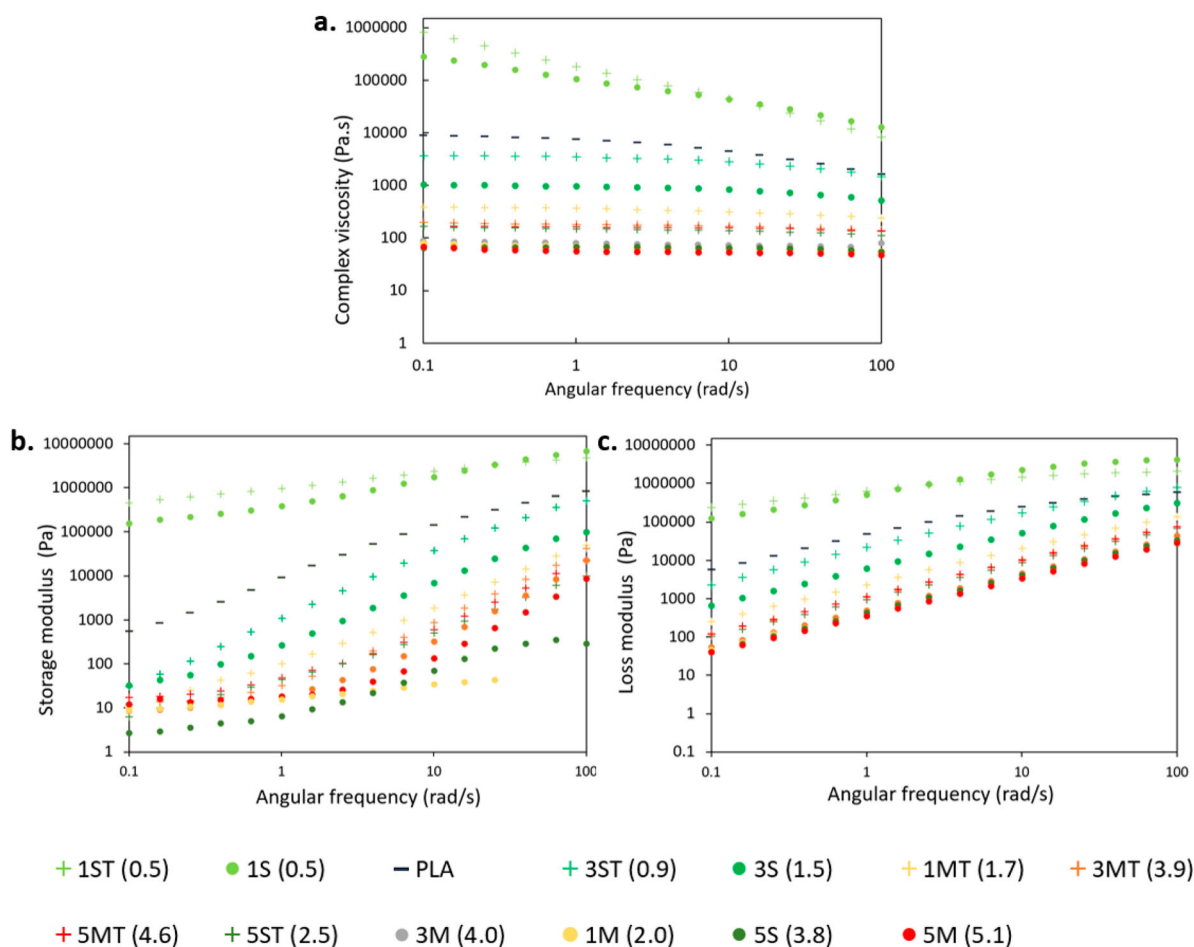 a.
Complex viscosity (Pa.s)
1000000
100000
10000
1000
100
10
1
0.1 1 10 100
Angular frequency (rad/s)
b.
Storage modulus (Pa)
10000000
1000000
100000
10000
1000
100
10
1
0.1 1 10 100
Angular frequency (rad/s)
c.
Loss modulus (Pa)
10000000
1000000
100000
10000
1000
100
10
1
0.1
0.1 1 10 100
Angular frequency (rad/s)
1ST (0.5) 1S (0.5) PLA 3ST (0.9) 3S (1.5) 1MT (1.7) 3MT (3.9)
5MT (4.6) 5ST (2.5) 3M (4.0) 1M (2.0) 5S (3.8) 5M (5.1)